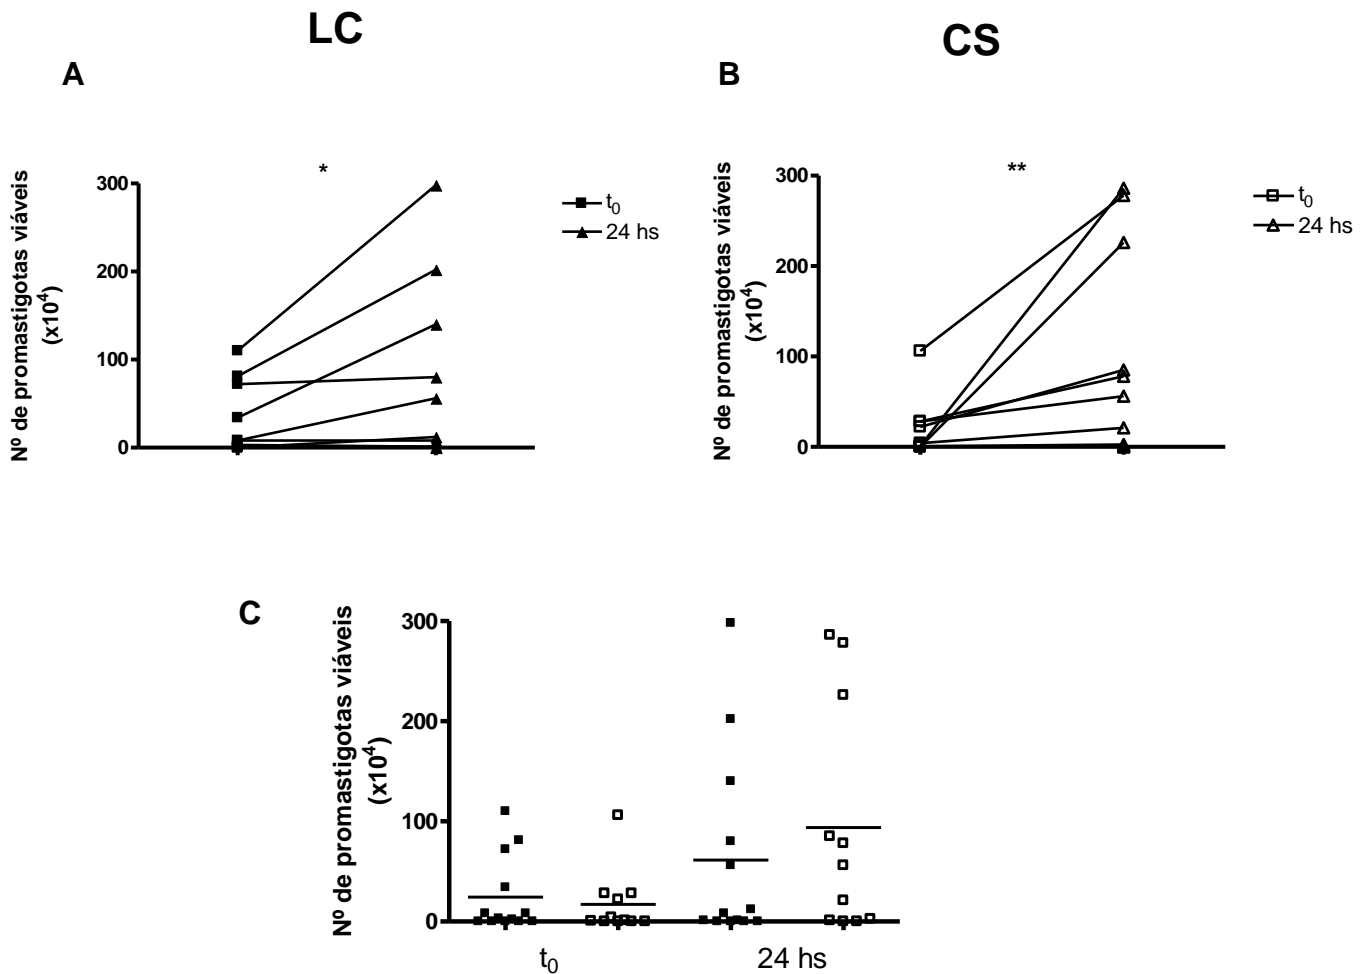 LC
CS
A
B
*
**
Nº de promastigotas viáveis
(x10⁴)
300
200
100
0
t₀
24 hs
Nº de promastigotas viáveis
(x10⁴)
300
200
100
0
t₀
24 hs
C
Nº de promastigotas viáveis
(x10⁴)
300
200
100
0
t₀
24 hs